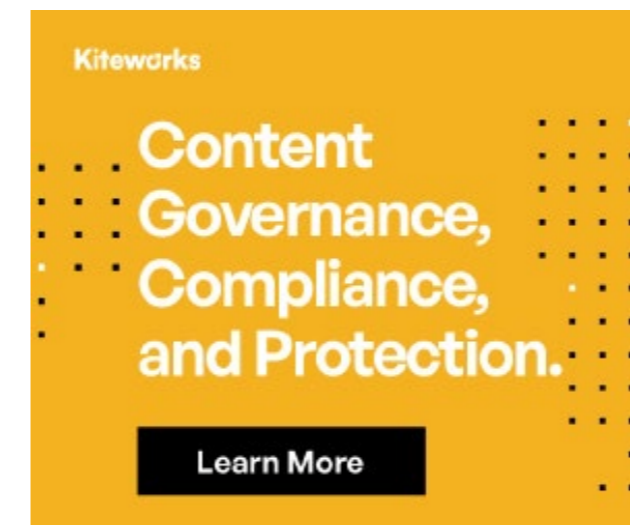 Kiteworks
Content
Governance,
Compliance,
and Protection.
Learn More